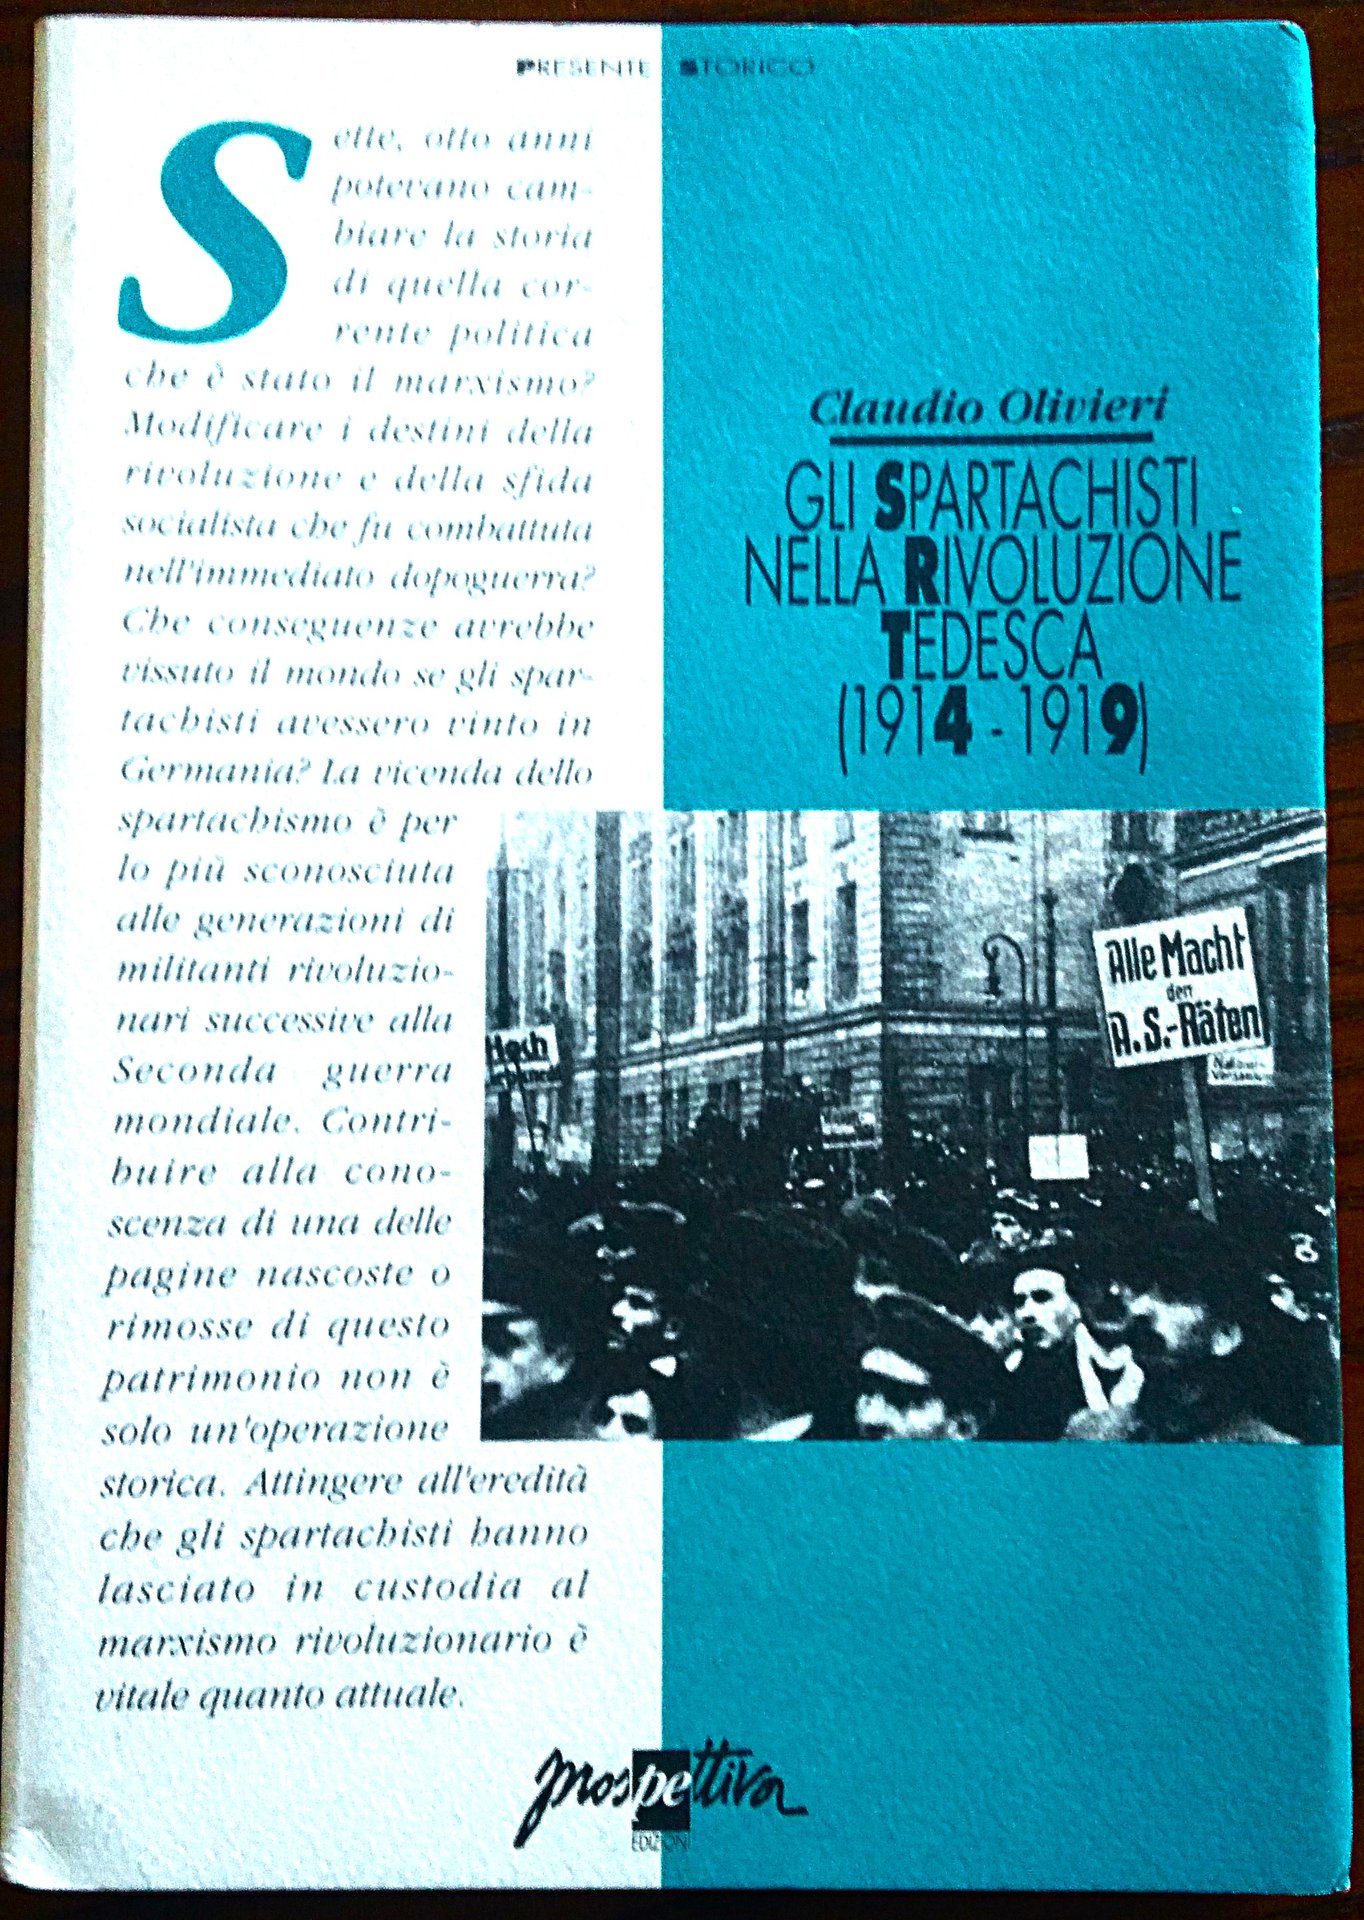 PRESENTE STORICO
Sette, otto anni
potevano cam-
biare la storia
di quella cor-
rente politica
che è stato il marxismo?
Modificare i destini della
rivoluzione e della sfida
socialista che fu combattuta
nell'immediato dopoguerra?
Che conseguenze avrebbe
vissuto il mondo se gli spar-
tachisti avessero vinto in
Germania? La vicenda dello
spartachismo è per
lo più sconosciuta
alle generazioni di
militanti rivoluzio-
nari successive alla
Seconda guerra
mondiale. Contri-
buire alla cono-
scenza di una delle
pagine nascoste o
rimosse di questo
patrimonio non è
solo un'operazione
storica. Attingere all'eredità
che gli spartachisti hanno
lasciato in custodia al
marxismo rivoluzionario è
vitale quanto attuale.
Claudio Olivieri
GLI SPARTACHISTI
NELLA RIVOLUZIONE
TEDESCA
(1914 - 1919)
Alle Macht
den
A.S.-Räten
Hoch
prospettiva
EDIZIONI